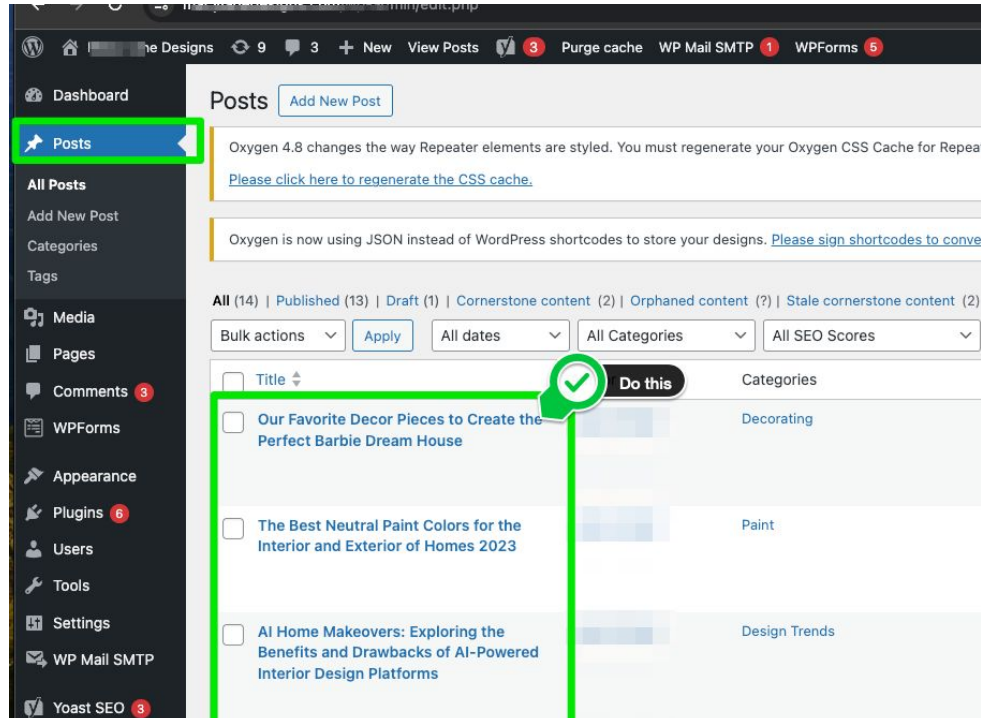 min/edit.php
he Designs 9 3 + New View Posts 3 Purge cache WP Mail SMTP 1 WPForms 5
Dashboard
Posts
All Posts
Add New Post
Categories
Tags
Media
Pages
Comments 3
WPForms
Appearance
Plugins 6
Users
Tools
Settings
WP Mail SMTP
Yoast SEO 3
Posts Add New Post
Oxygen 4.8 changes the way Repeater elements are styled. You must regenerate your Oxygen CSS Cache for Repea
Please click here to regenerate the CSS cache.
Oxygen is now using JSON instead of WordPress shortcodes to store your designs. Please sign shortcodes to conve
All (14) | Published (13) | Draft (1) | Cornerstone content (2) | Orphaned content (?) | Stale cornerstone content (2)
Bulk actions Apply All dates All Categories All SEO Scores
Title Do this Categories
Our Favorite Decor Pieces to Create the
Perfect Barbie Dream House
Decorating
The Best Neutral Paint Colors for the
Interior and Exterior of Homes 2023
Paint
AI Home Makeovers: Exploring the
Benefits and Drawbacks of AI-Powered
Interior Design Platforms
Design Trends